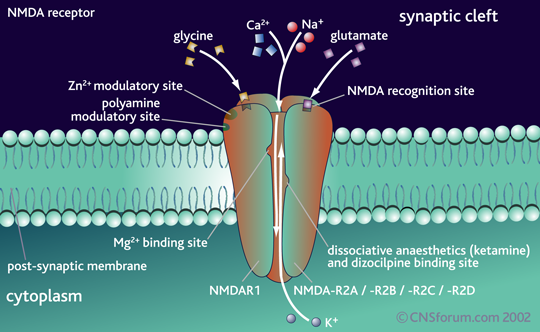 NMDA receptor
synaptic cleft
Ca²⁺
Na⁺
glycine
glutamate
Zn²⁺ modulatory site
NMDA recognition site
polyamine
modulatory site
Mg²⁺ binding site
dissociative anaesthetics (ketamine)
and dizocilpine binding site
post-synaptic membrane
NMDAR1
NMDA-R2A / -R2B / -R2C / -R2D
cytoplasm
K⁺
© CNSforum.com 2002